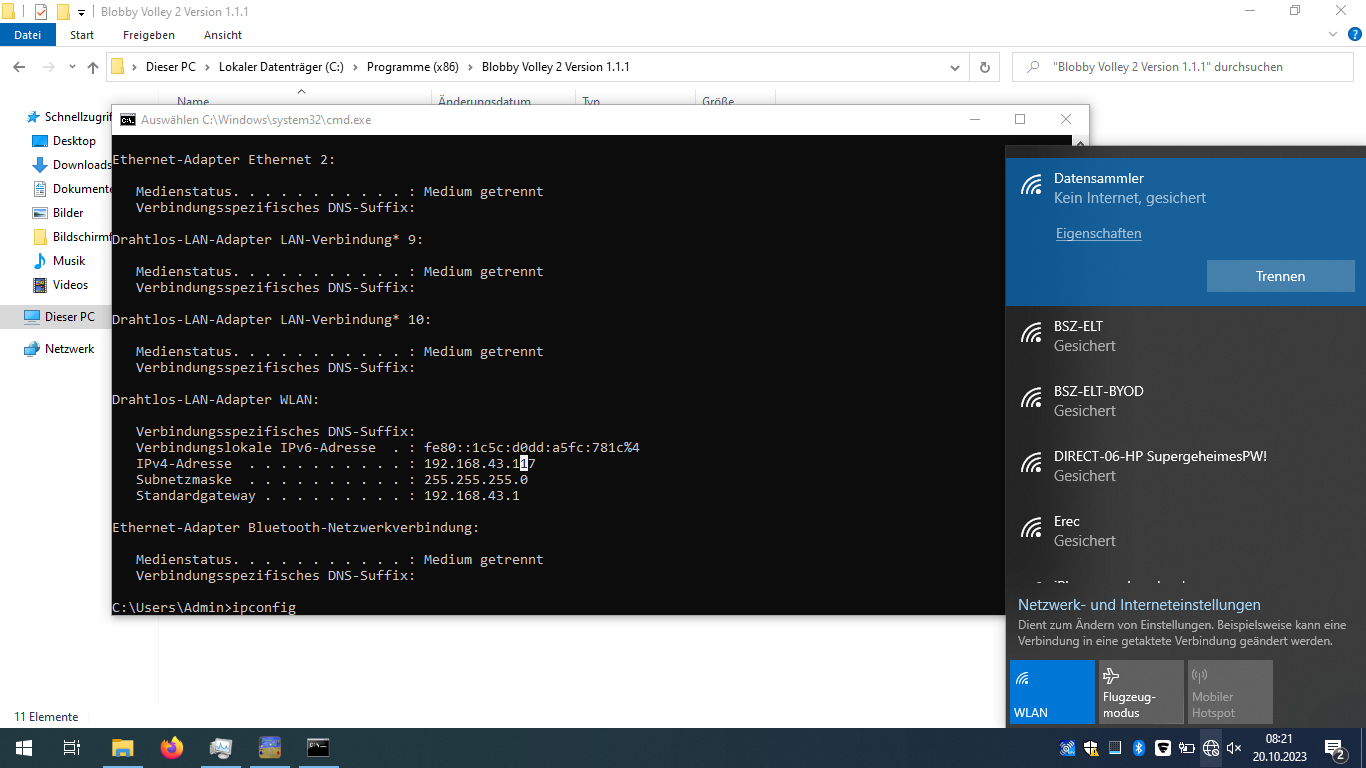 Blobby Volley 2 Version 1.1.1
Datei Start Freigeben Ansicht
Dieser PC Lokaler Datenträger (C:) Programme (x86) Blobby Volley 2 Version 1.1.1
"Blobby Volley 2 Version 1.1.1" durchsuchen
Name Änderungsdatum Typ Größe
Schnellzugrif
Desktop
Downloads
Dokumente
Bilder
Bildschirmf
Musik
Videos
Dieser PC
Netzwerk
11 Elemente
Auswählen C:\Windows\system32\cmd.exe
Ethernet-Adapter Ethernet 2:
Medienstatus. . . . . . . . . . . : Medium getrennt
Verbindungsspezifisches DNS-Suffix:
Drahtlos-LAN-Adapter LAN-Verbindung* 9:
Medienstatus. . . . . . . . . . . : Medium getrennt
Verbindungsspezifisches DNS-Suffix:
Drahtlos-LAN-Adapter LAN-Verbindung* 10:
Medienstatus. . . . . . . . . . . : Medium getrennt
Verbindungsspezifisches DNS-Suffix:
Drahtlos-LAN-Adapter WLAN:
Verbindungsspezifisches DNS-Suffix:
Verbindungslokale IPv6-Adresse . : fe80::1c5c:d0dd:a5fc:781c%4
IPv4-Adresse . . . . . . . . . . : 192.168.43.117
Subnetzmaske . . . . . . . . . . : 255.255.255.0
Standardgateway . . . . . . . . . : 192.168.43.1
Ethernet-Adapter Bluetooth-Netzwerkverbindung:
Medienstatus. . . . . . . . . . . : Medium getrennt
Verbindungsspezifisches DNS-Suffix:
C:\Users\Admin>ipconfig
Datensammler
Kein Internet, gesichert
Eigenschaften
Trennen
BSZ-ELT
Gesichert
BSZ-ELT-BYOD
Gesichert
DIRECT-06-HP SupergeheimesPW!
Gesichert
Erec
Gesichert
Netzwerk- und Interneteinstellungen
Dient zum Ändern von Einstellungen. Beispielsweise kann eine
Verbindung in eine getaktete Verbindung geändert werden.
WLAN
Flugzeug-
modus
Mobiler
Hotspot
08:21
20.10.2023
2